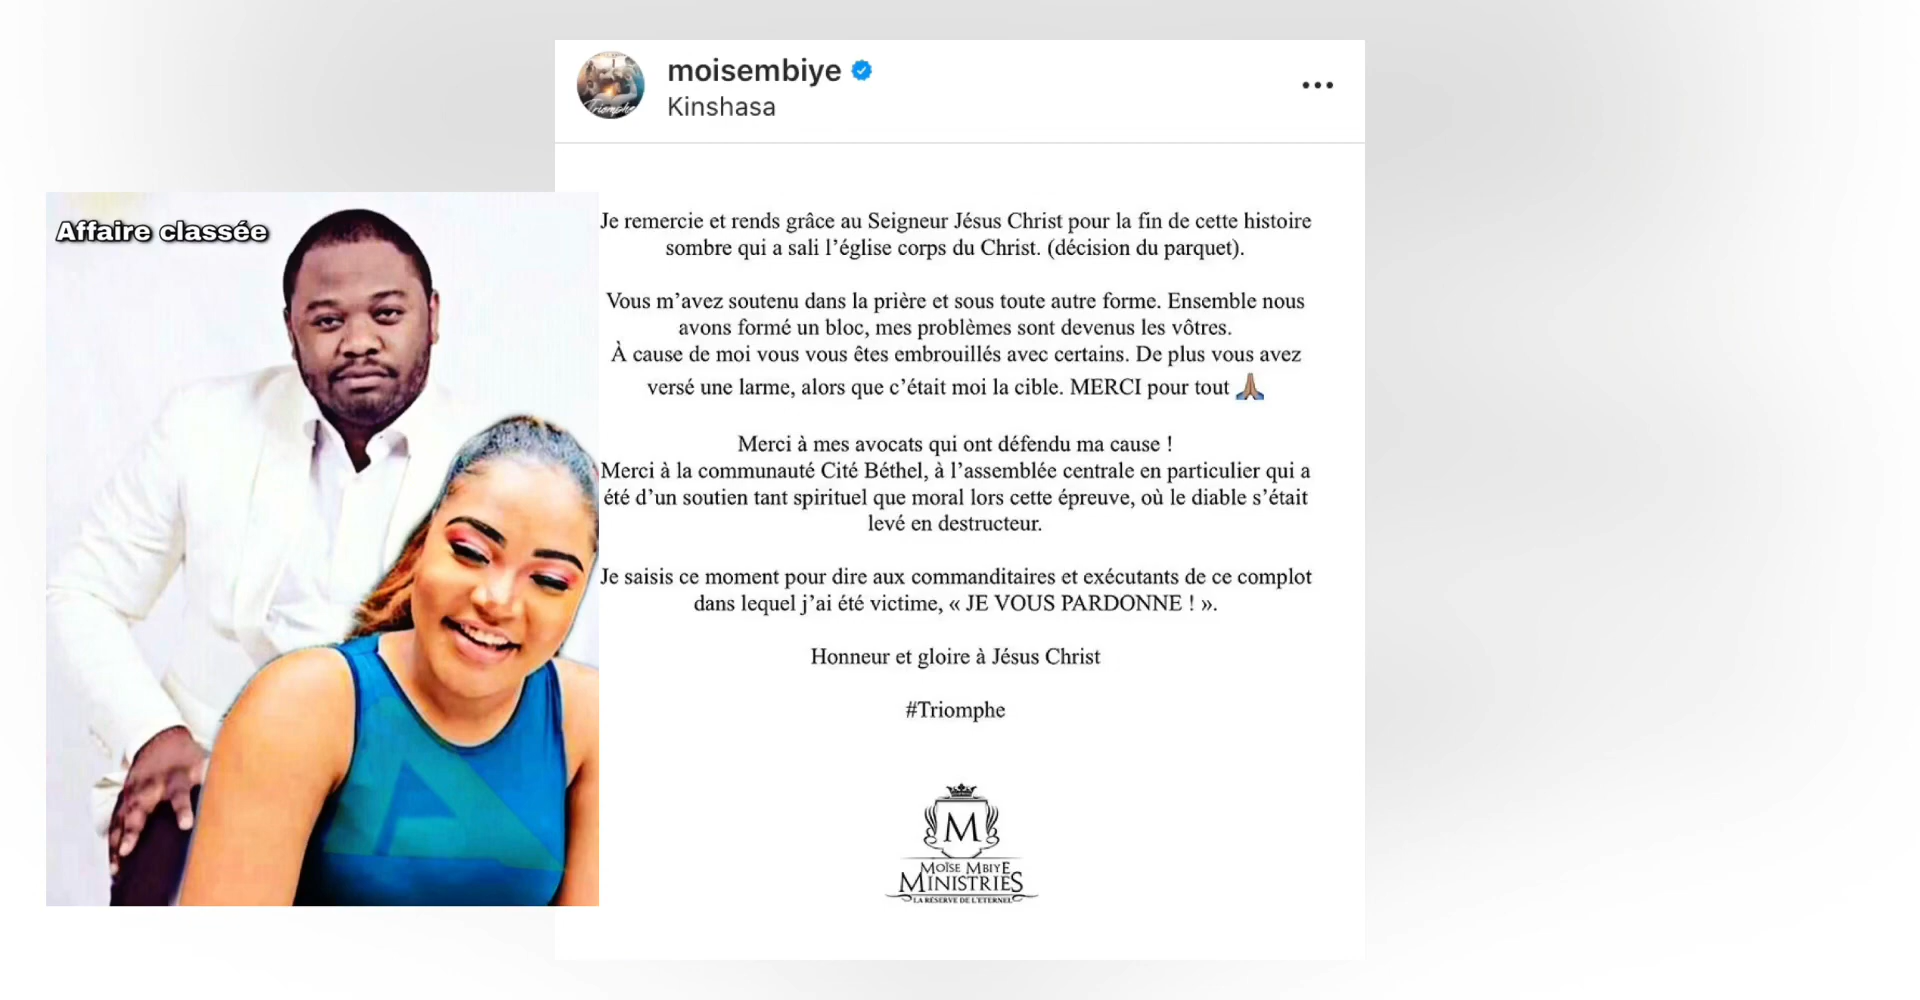 moisembiye
Kinshasa
Triomphe
Affaire classée
Je remercie et rends grâce au Seigneur Jésus Christ pour la fin de cette histoire
sombre qui a sali l’église corps du Christ. (décision du parquet).
Vous m’avez soutenu dans la prière et sous toute autre forme. Ensemble nous
avons formé un bloc, mes problèmes sont devenus les vôtres.
À cause de moi vous vous êtes embrouillés avec certains. De plus vous avez
versé une larme, alors que c’était moi la cible. MERCI pour tout 🙏🏽
Merci à mes avocats qui ont défendu ma cause !
Merci à la communauté Cité Béthel, à l’assemblée centrale en particulier qui a
été d’un soutien tant spirituel que moral lors cette épreuve, où le diable s’était
levé en destructeur.
Je saisis ce moment pour dire aux commanditaires et exécutants de ce complot
dans lequel j’ai été victime, « JE VOUS PARDONNE ! ».
Honneur et gloire à Jésus Christ
#Triomphe
M
MOÏSE MBIYE
MINISTRIES
LA RÉSERVE DE L'ETERNEL